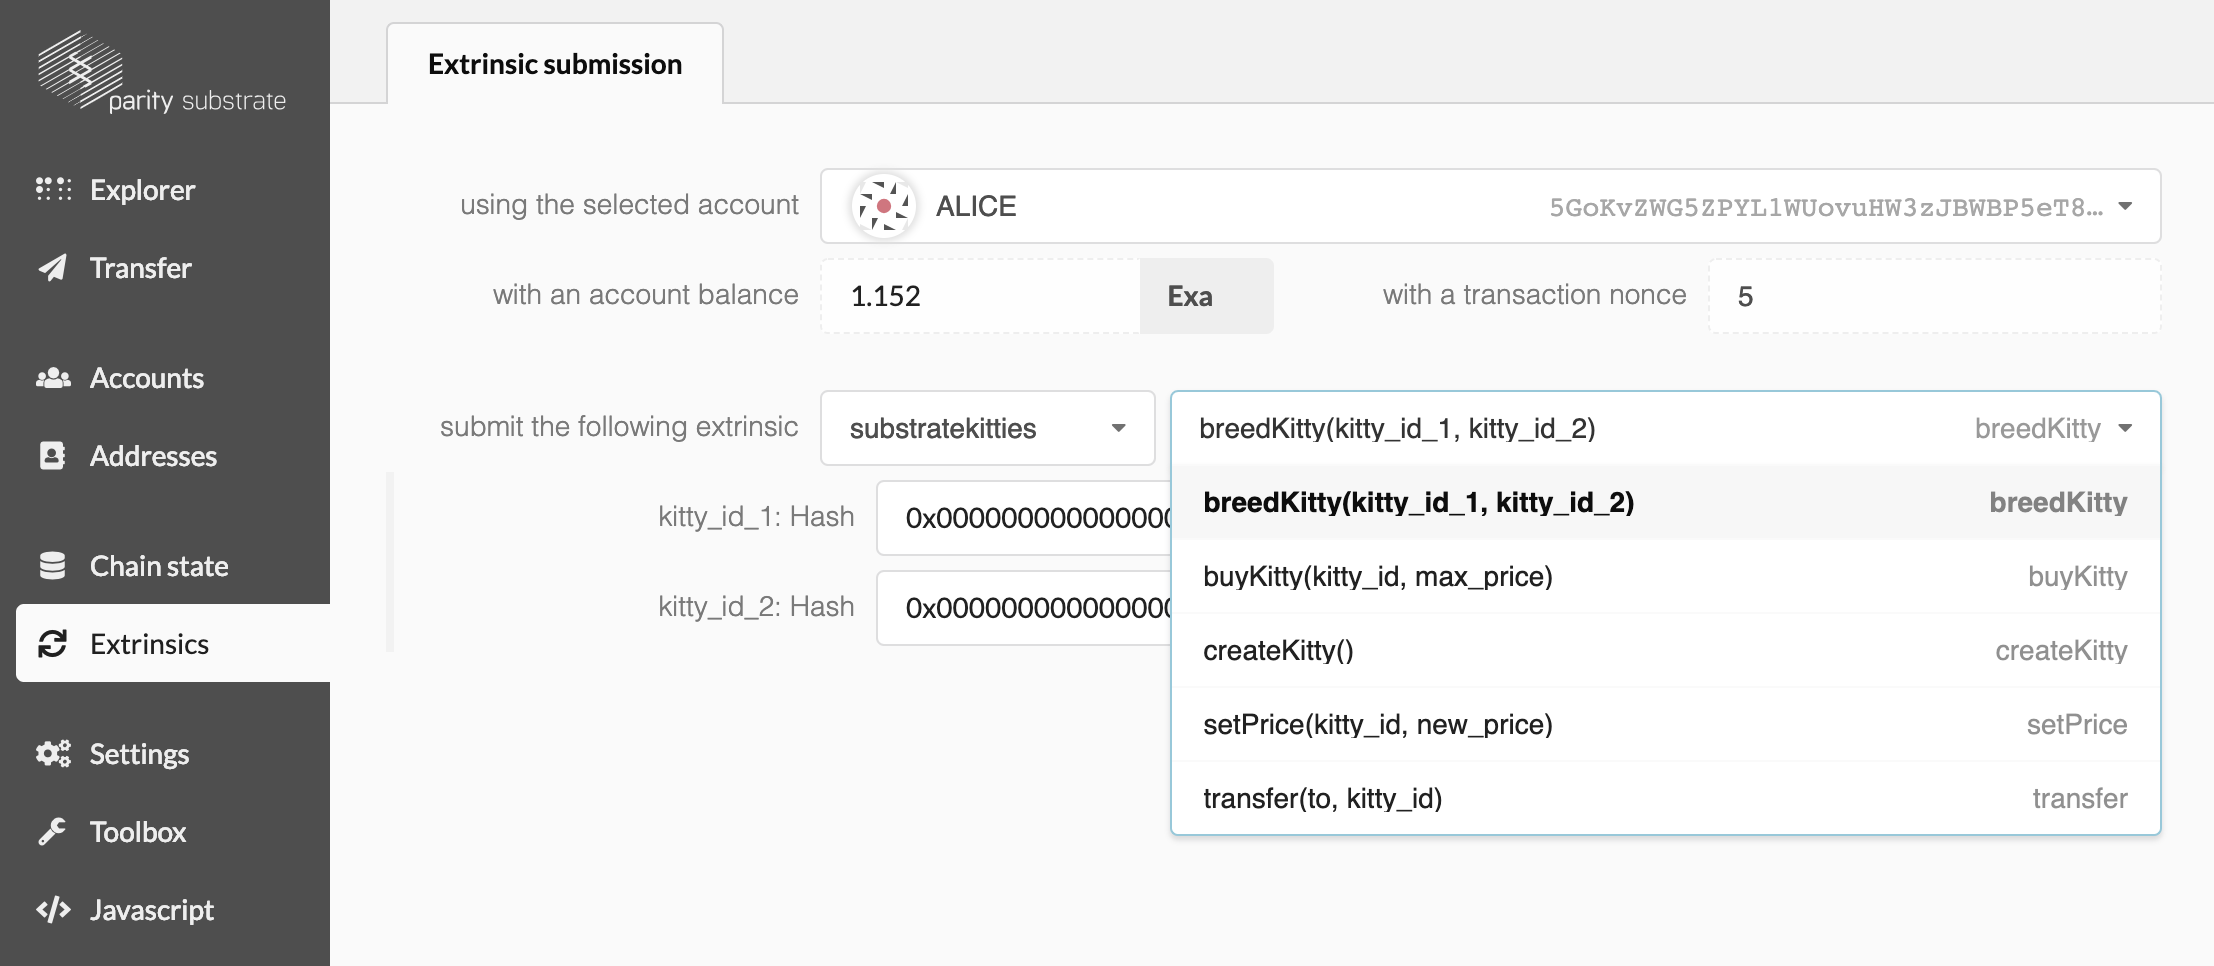 parity substrate
Explorer
Transfer
Accounts
Addresses
Chain state
Extrinsics
Settings
Toolbox
Javascript
Extrinsic submission
using the selected account ALICE 5GoKvZWG5ZPYL1WUovuHW3zJBWBP5eT8…
with an account balance 1.152 Exa with a transaction nonce 5
submit the following extrinsic substratekitties breedKitty(kitty_id_1, kitty_id_2) breedKitty
kitty_id_1: Hash 0x000000000000000
kitty_id_2: Hash 0x000000000000000
breedKitty(kitty_id_1, kitty_id_2) breedKitty
buyKitty(kitty_id, max_price) buyKitty
createKitty() createKitty
setPrice(kitty_id, new_price) setPrice
transfer(to, kitty_id) transfer